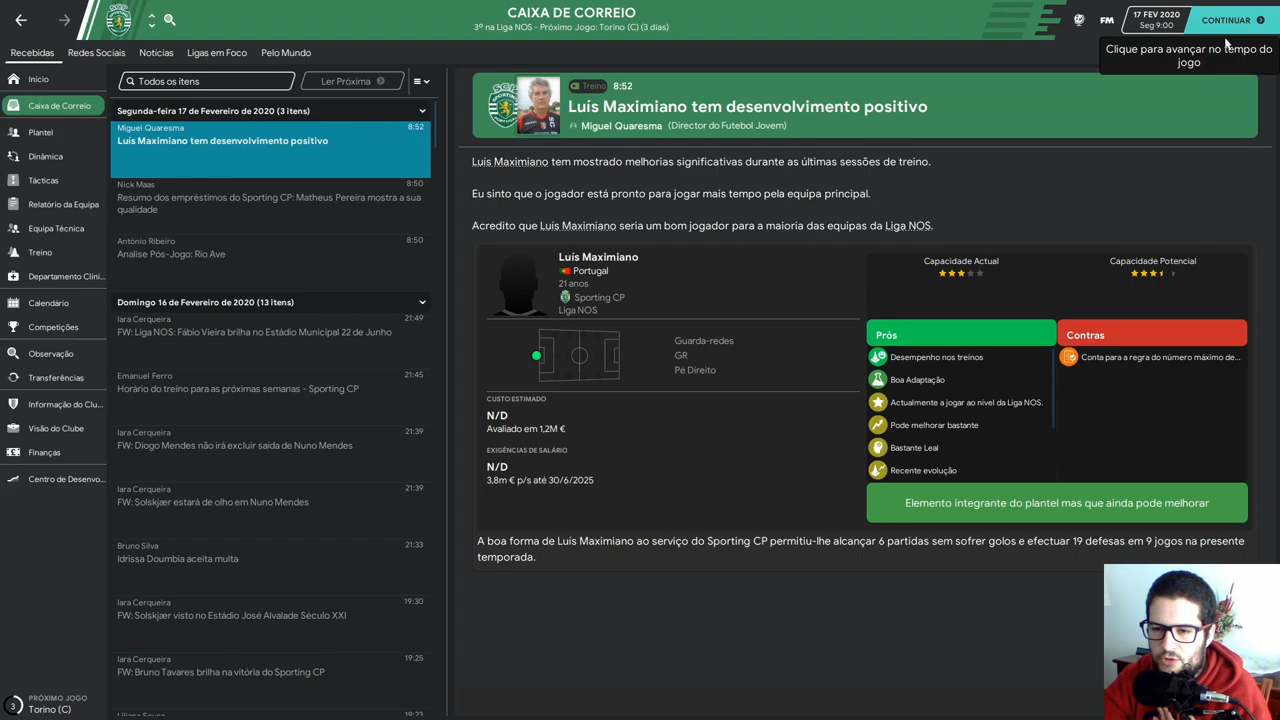 CAIXA DE CORREIO
3º na Liga NOS - Próximo Jogo: Torino (C) (3 dias)
FM
17 FEV 2020
Seg 9:00
CONTINUAR
Clique para avançar no tempo do
jogo
Recebidas
Redes Sociais
Notícias
Ligas em Foco
Pelo Mundo
Início
Caixa de Correio
Plantel
Dinâmica
Tácticas
Relatório da Equipa
Equipa Técnica
Treino
Departamento Clíni...
Calendário
Competições
Observação
Transferências
Informação do Clu...
Visão do Clube
Finanças
Centro de Desenvo...
3
PRÓXIMO JOGO
Torino (C)
Todos os itens
Ler Próxima
Segunda-feira 17 de Fevereiro de 2020 (3 itens)
Miguel Quaresma 8:52
Luís Maximiano tem desenvolvimento positivo
Nick Maas 8:50
Resumo dos empréstimos do Sporting CP: Matheus Pereira mostra a sua
qualidade
António Ribeiro 8:50
Analise Pós-Jogo: Rio Ave
Domingo 16 de Fevereiro de 2020 (13 itens)
Iara Cerqueira 21:49
FW: Liga NOS: Fábio Vieira brilha no Estádio Municipal 22 de Junho
Emanuel Ferro 21:45
Horário do treino para as próximas semanas - Sporting CP
Iara Cerqueira 21:39
FW: Diogo Mendes não irá excluir saída de Nuno Mendes
Iara Cerqueira 21:39
FW: Solskjær estará de olho em Nuno Mendes
Bruno Silva 21:33
Idrissa Doumbia aceita multa
Iara Cerqueira 19:30
FW: Solskjær visto no Estádio José Alvalade Século XXI
Iara Cerqueira 19:25
FW: Bruno Tavares brilha na vitória do Sporting CP
19:23
Treino 8:52
Luís Maximiano tem desenvolvimento positivo
Miguel Quaresma (Director do Futebol Jovem)
Luís Maximiano tem mostrado melhorias significativas durante as últimas sessões de treino.
Eu sinto que o jogador está pronto para jogar mais tempo pela equipa principal.
Acredito que Luís Maximiano seria um bom jogador para a maioria das equipas da Liga NOS.
Luís Maximiano
Portugal
21 anos
Sporting CP
Liga NOS
Guarda-redes
GR
Pé Direito
CUSTO ESTIMADO
N/D
Avaliado em 1,2M €
EXIGÊNCIAS DE SALÁRIO
N/D
3,8m € p/s até 30/6/2025
Capacidade Actual
Capacidade Potencial
Prós
Desempenho nos treinos
Boa Adaptação
Actualmente a jogar ao nível da Liga NOS.
Pode melhorar bastante
Bastante Leal
Recente evolução
Contras
Conta para a regra do número máximo de...
Elemento integrante do plantel mas que ainda pode melhorar
A boa forma de Luís Maximiano ao serviço do Sporting CP permitiu-lhe alcançar 6 partidas sem sofrer golos e efectuar 19 defesas em 9 jogos na presente
temporada.